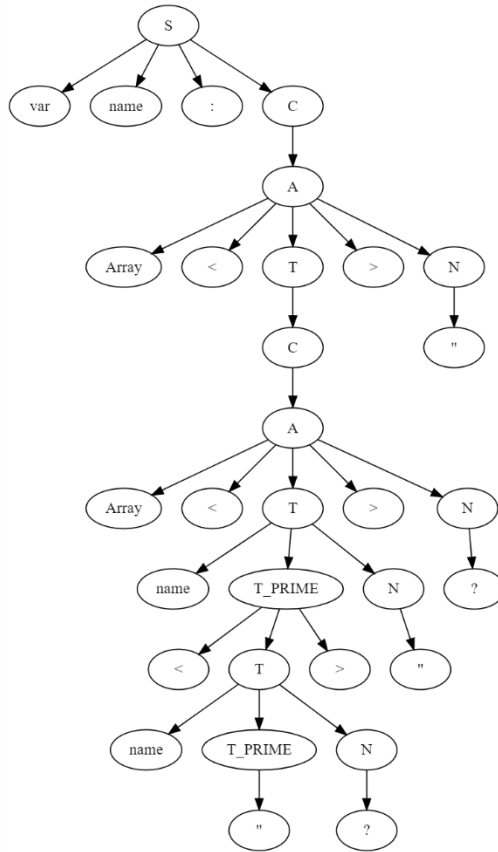 S
var name : C
A
Array < T > N
C "
A
Array < T > N
name T_PRIME N ?
< T > "
name T_PRIME N
" ?